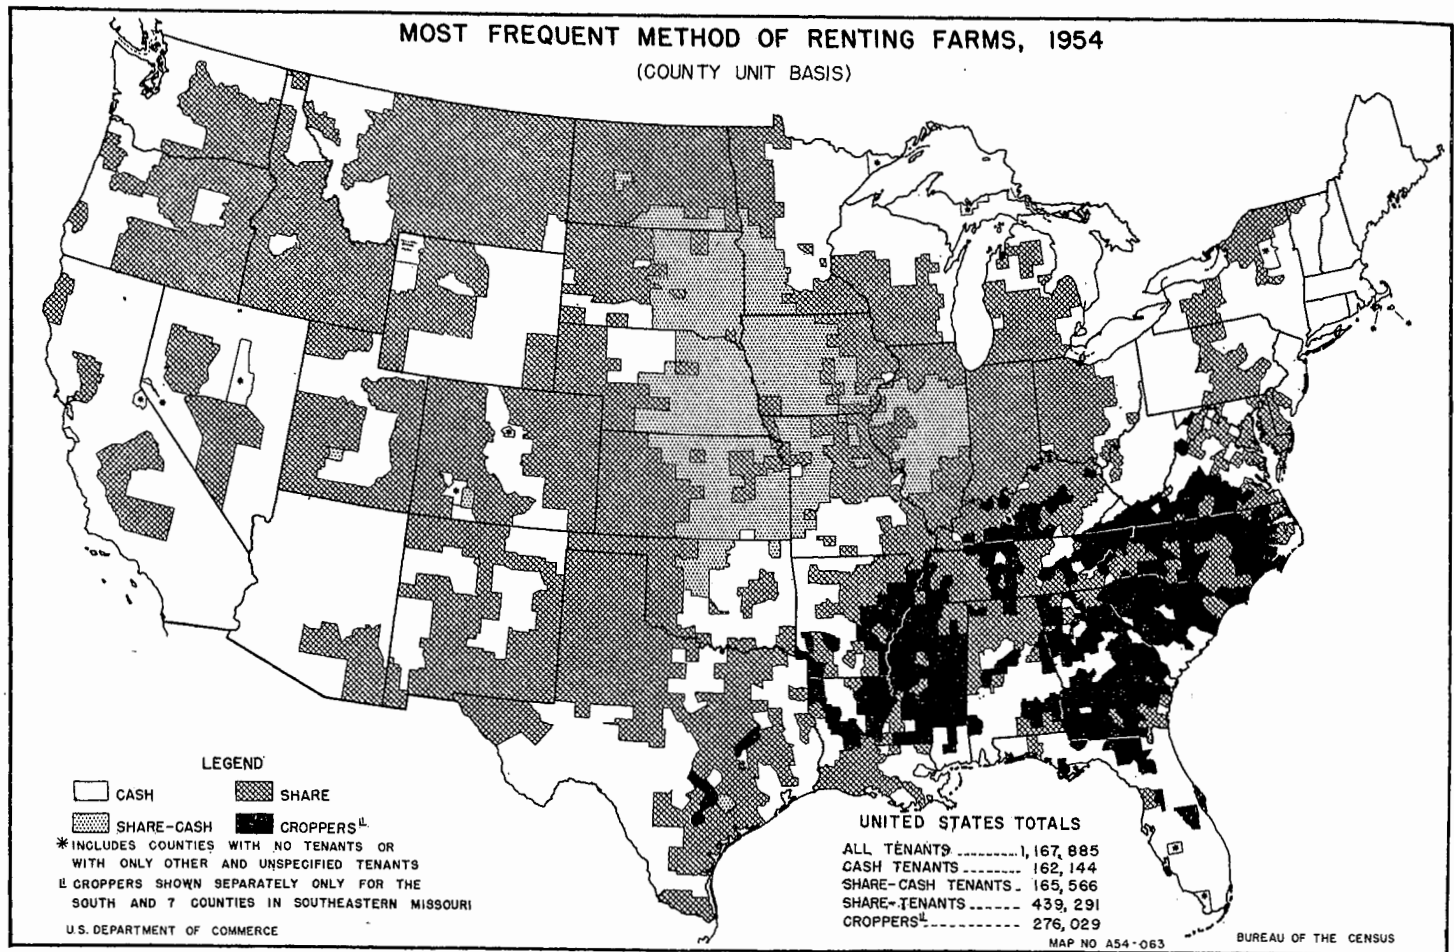 MOST FREQUENT METHOD OF RENTING FARMS, 1954
(COUNTY UNIT BASIS)
LEGEND
CASH
SHARE
SHARE-CASH
CROPPERS 1/
* INCLUDES COUNTIES WITH NO TENANTS OR
WITH ONLY OTHER AND UNSPECIFIED TENANTS
1/ CROPPERS SHOWN SEPARATELY ONLY FOR THE
SOUTH AND 7 COUNTIES IN SOUTHEASTERN MISSOURI
U.S. DEPARTMENT OF COMMERCE
UNITED STATES TOTALS
ALL TENANTS 1,167,885
CASH TENANTS 162,144
SHARE-CASH TENANTS 165,566
SHARE-TENANTS 439,291
CROPPERS 1/ 276,029
MAP NO A54-063
BUREAU OF THE CENSUS